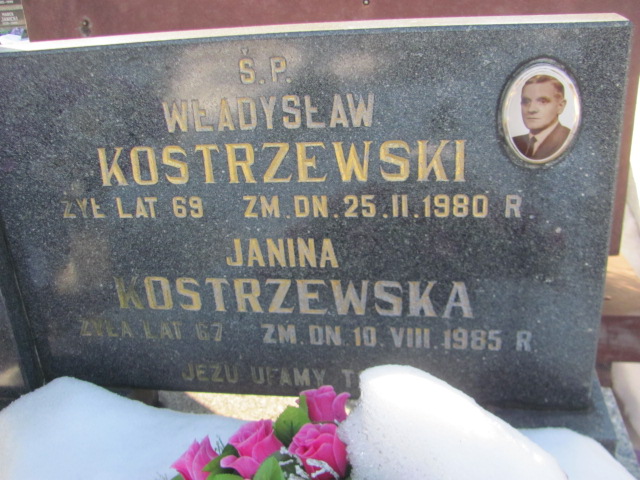 Ś.P.
WŁADYSŁAW
KOSTRZEWSKI
ŻYŁ LAT 69 ZM.DN.25.II.1980 R.
JANINA
KOSTRZEWSKA
ŻYŁA LAT 67 ZM.DN 10.VIII.1985 R
JEZU UFAMY